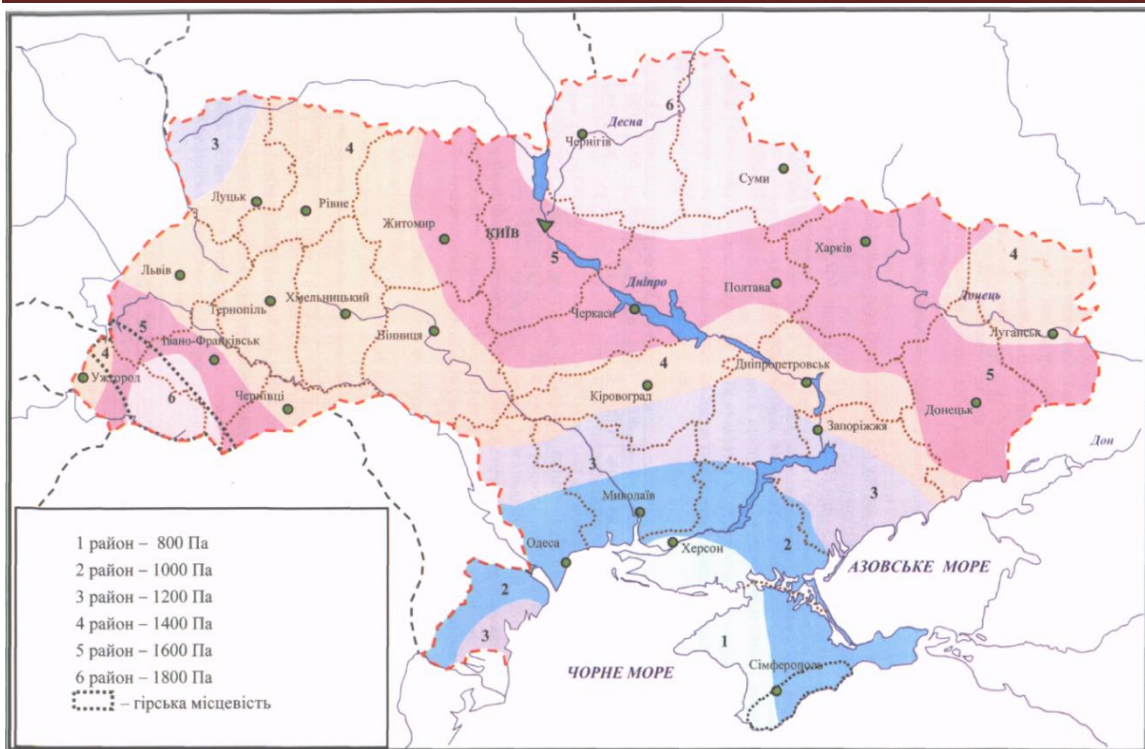 6
Десна
Чернігів
3
4
Суми
Луцьк
Рівне
Житомир
КИЇВ
Харків
4
5
Львів
Дніпро
Полтава
Донець
Тернопіль
Хмельницький
Черкаси
5
Вінниця
Луганськ
Івано-Франківськ
4
4
Дніпропетровськ
5
Ужгород
Кіровоград
6
Чернівці
Донецьк
Запоріжжя
Дон
3
3
Миколаїв
Одеса
Херсон
2
АЗОВСЬКЕ МОРЕ
2
3
1
ЧОРНЕ МОРЕ
Сімферополь
1 район – 800 Па
2 район – 1000 Па
3 район – 1200 Па
4 район – 1400 Па
5 район – 1600 Па
6 район – 1800 Па
– гірська місцевість